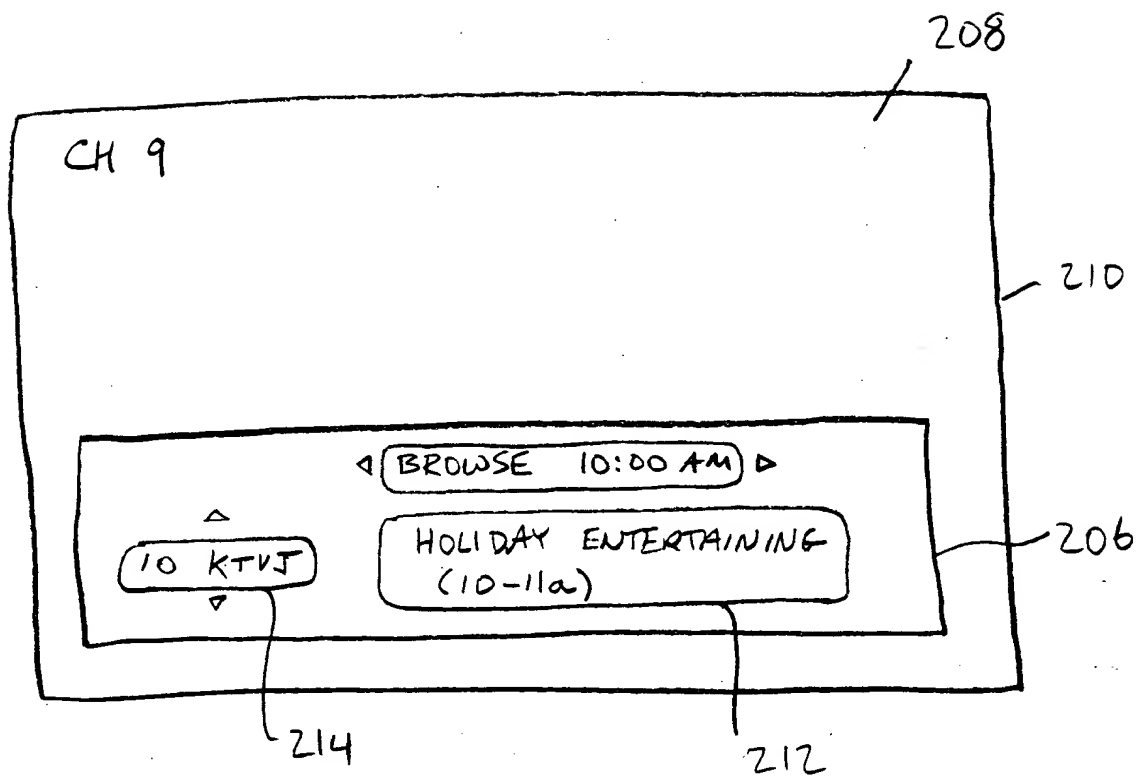 208
CH 9
210
BROWSE 10:00 AM
HOLIDAY ENTERTAINING
(10-11a)
10 KTVJ
206
214
212